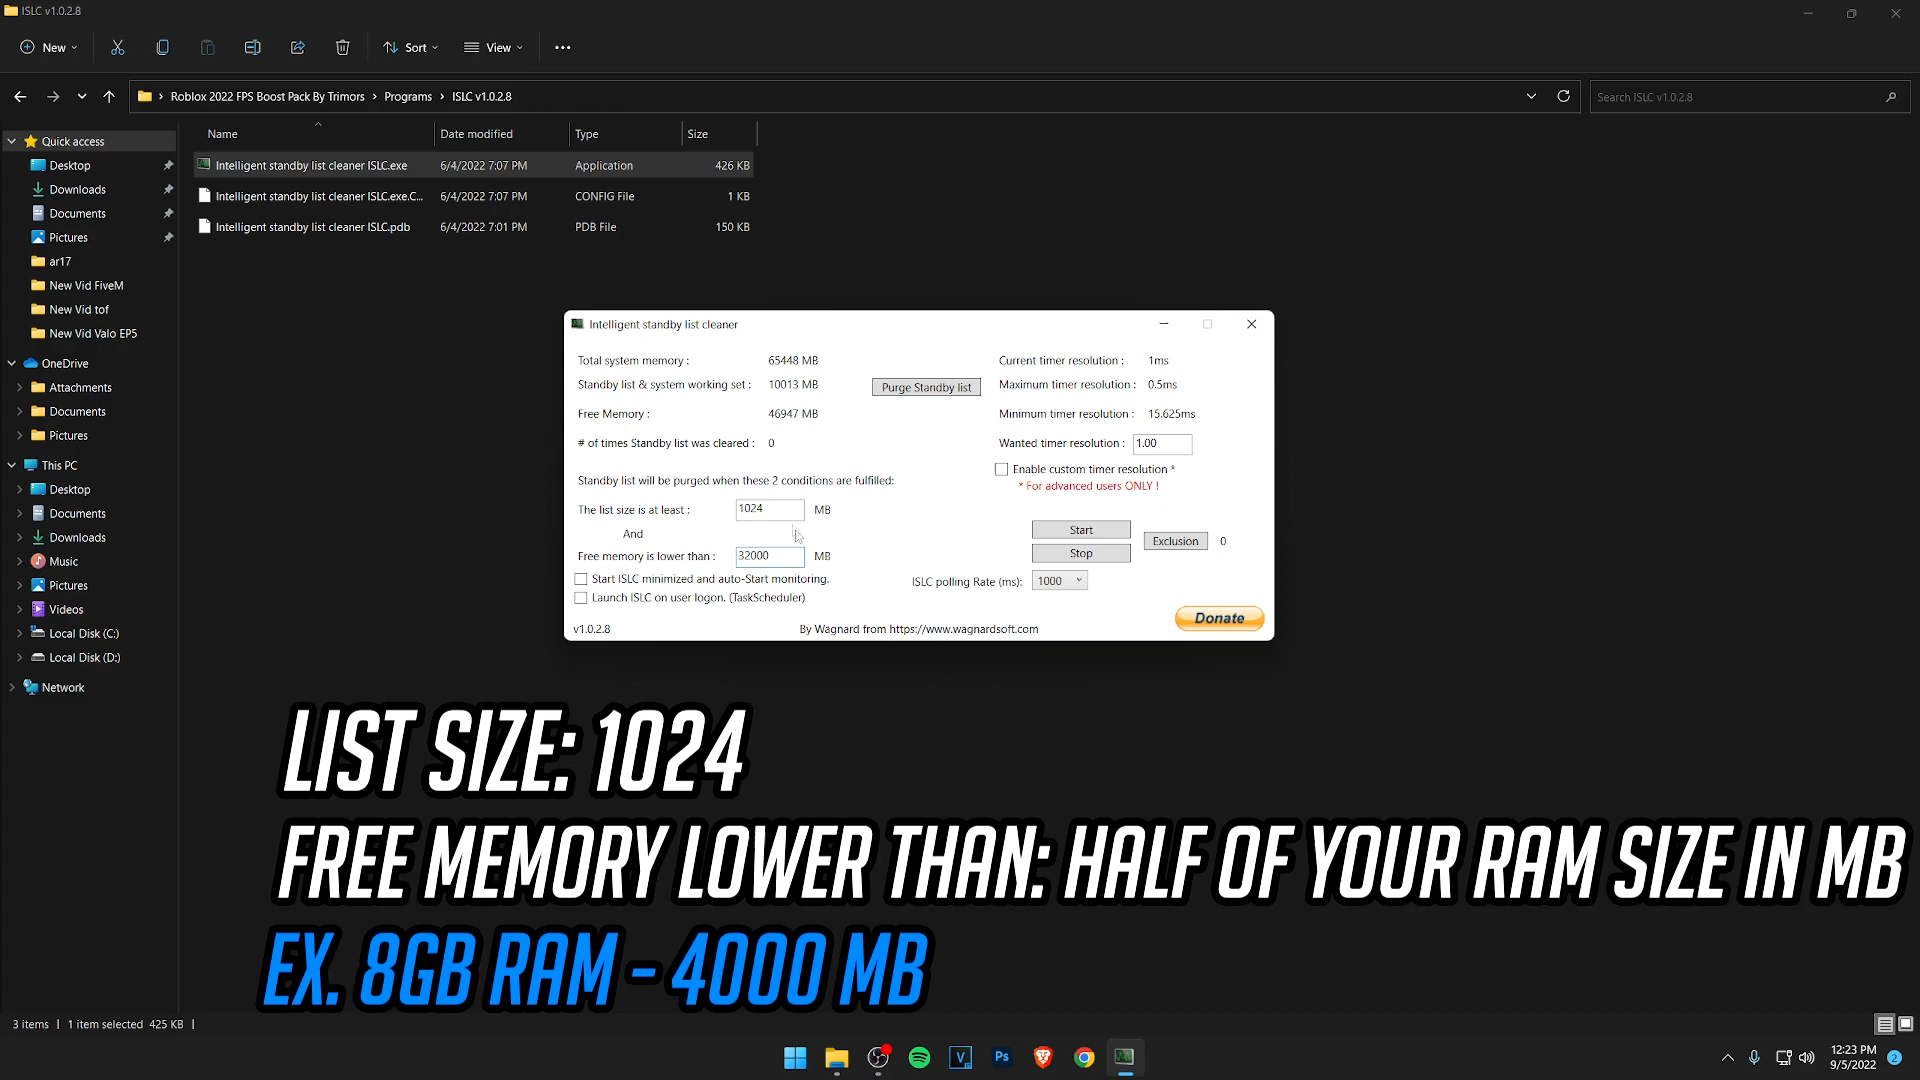 ISLC v1.0.2.8
New
Sort
View
Roblox 2022 FPS Boost Pack By Trimors > Programs > ISLC v1.0.2.8
Search ISLC v1.0.2.8
Name Date modified Type Size
Intelligent standby list cleaner ISLC.exe 6/4/2022 7:07 PM Application 426 KB
Intelligent standby list cleaner ISLC.exe.C... 6/4/2022 7:07 PM CONFIG File 1 KB
Intelligent standby list cleaner ISLC.pdb 6/4/2022 7:01 PM PDB File 150 KB
Quick access
Desktop
Downloads
Documents
Pictures
ar17
New Vid FiveM
New Vid tof
New Vid Valo EP5
OneDrive
Attachments
Documents
Pictures
This PC
Desktop
Documents
Downloads
Music
Pictures
Videos
Local Disk (C:)
Local Disk (D:)
Network
Intelligent standby list cleaner
Total system memory : 65448 MB
Standby list & system working set : 10013 MB
Free Memory : 46947 MB
# of times Standby list was cleared : 0
Purge Standby list
Current timer resolution : 1ms
Maximum timer resolution : 0.5ms
Minimum timer resolution : 15.625ms
Wanted timer resolution : 1.00
Enable custom timer resolution *
* For advanced users ONLY !
Standby list will be purged when these 2 conditions are fulfilled:
The list size is at least : 1024 MB
And
Free memory is lower than : 32000 MB
Start ISLC minimized and auto-Start monitoring.
Launch ISLC on user logon. (TaskScheduler)
Start
Stop
Exclusion 0
ISLC polling Rate (ms): 1000
Donate
v1.0.2.8
By Wagnard from https://www.wagnardsoft.com
LIST SIZE: 1024
FREE MEMORY LOWER THAN: HALF OF YOUR RAM SIZE IN MB
EX. 8GB RAM - 4000 MB
3 items | 1 item selected 425 KB |
V
Ps
12:23 PM
9/5/2022
2